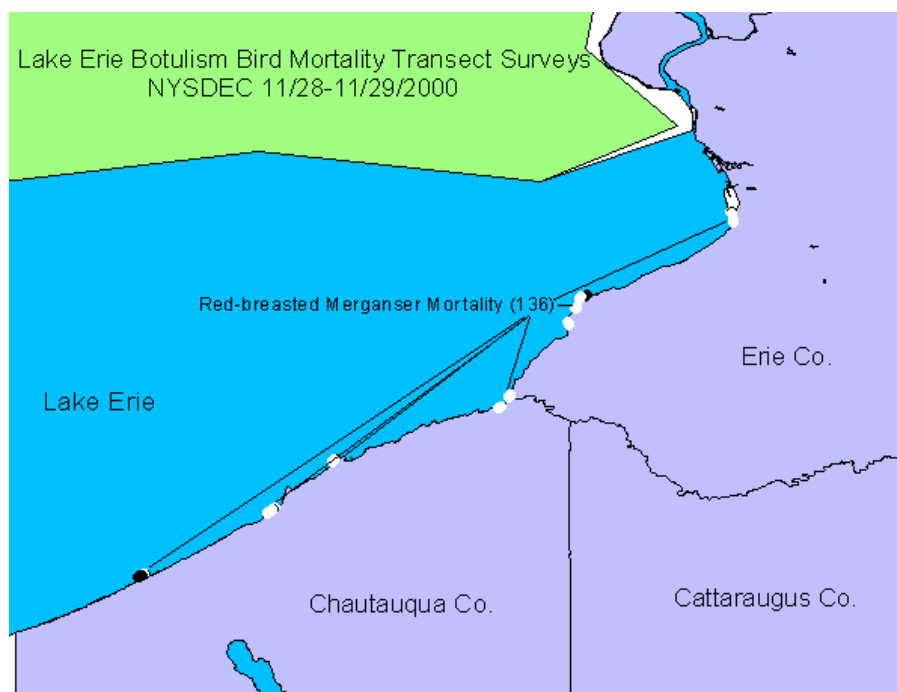 Lake Erie Botulism Bird Mortality Transect Surveys
NYSDEC 11/28-11/29/2000
Red-breasted Merganser Mortality (136)
Erie Co.
Lake Erie
Chautauqua Co.
Cattaraugus Co.